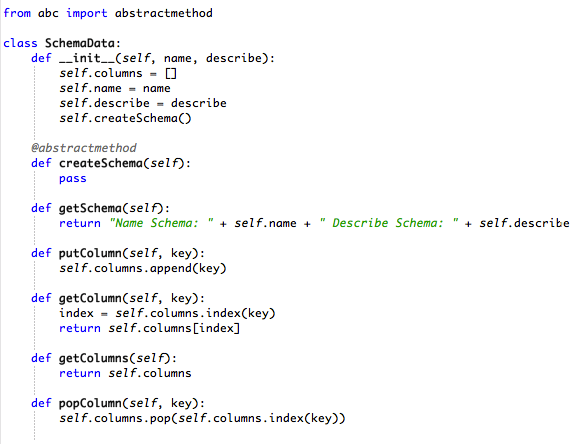 from abc import abstractmethod
class SchemaData:
def __init__(self, name, describe):
self.columns = []
self.name = name
self.describe = describe
self.createSchema()
@abstractmethod
def createSchema(self):
pass
def getSchema(self):
return "Name Schema: " + self.name + " Describe Schema: " + self.describe
def putColumn(self, key):
self.columns.append(key)
def getColumn(self, key):
index = self.columns.index(key)
return self.columns[index]
def getColumns(self):
return self.columns
def popColumn(self, key):
self.columns.pop(self.columns.index(key))